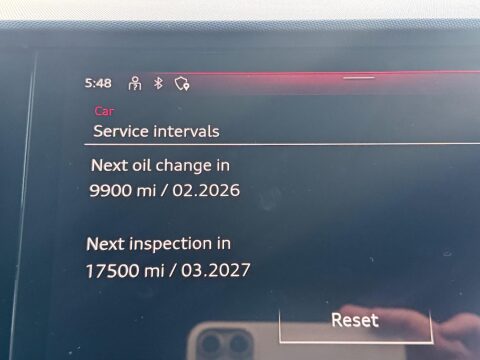 5:48
Car
Service intervals
Next oil change in
9900 mi / 02.2026
Next inspection in
17500 mi / 03.2027
Reset